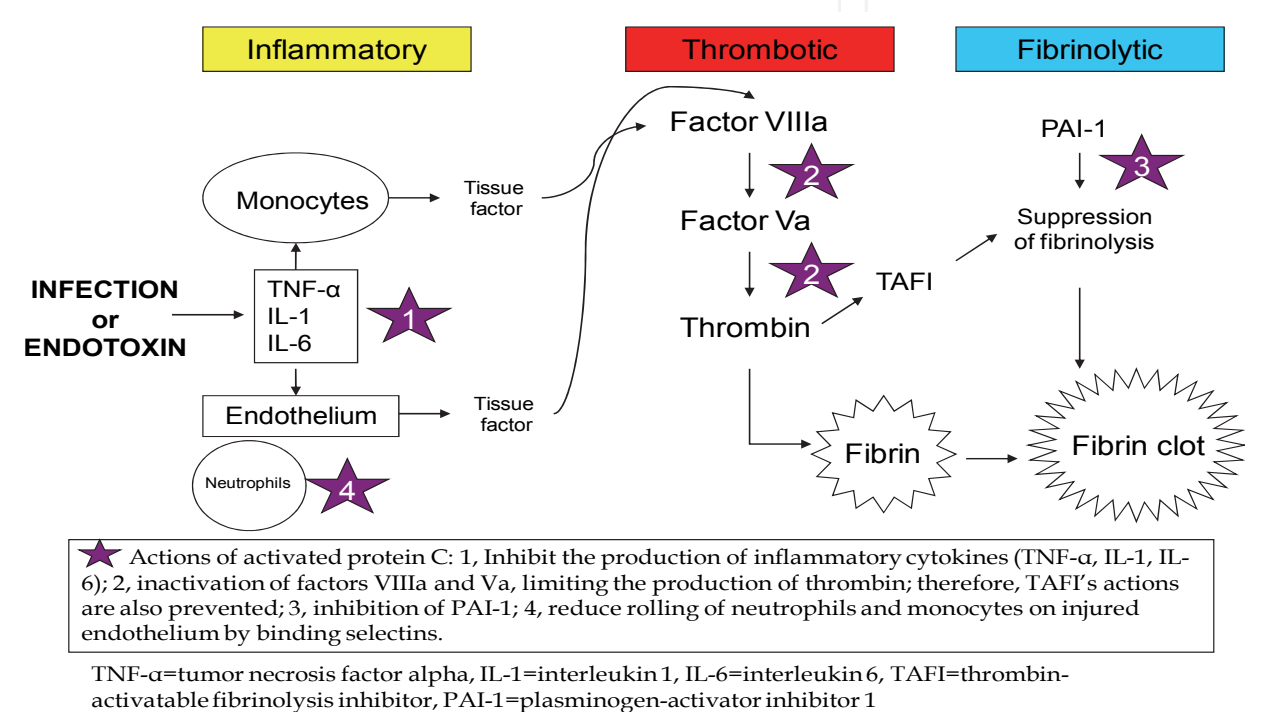 Inflammatory
Thrombotic
Fibrinolytic
Factor VIIIa
PAI-1
2
3
Monocytes
Tissue
factor
Factor Va
Suppression
of fibrinolysis
INFECTION
or
ENDOTOXIN
TNF-α
IL-1
IL-6
1
2
TAFI
Thrombin
Endothelium
Tissue
factor
Fibrin
Fibrin clot
Neutrophils
4
Actions of activated protein C: 1, Inhibit the production of inflammatory cytokines (TNF-α, IL-1, IL-
6); 2, inactivation of factors VIIIa and Va, limiting the production of thrombin; therefore, TAFI's actions
are also prevented; 3, inhibition of PAI-1; 4, reduce rolling of neutrophils and monocytes on injured
endothelium by binding selectins.
TNF-α=tumor necrosis factor alpha, IL-1=interleukin 1, IL-6=interleukin 6, TAFI=thrombin-
activatable fibrinolysis inhibitor, PAI-1=plasminogen-activator inhibitor 1